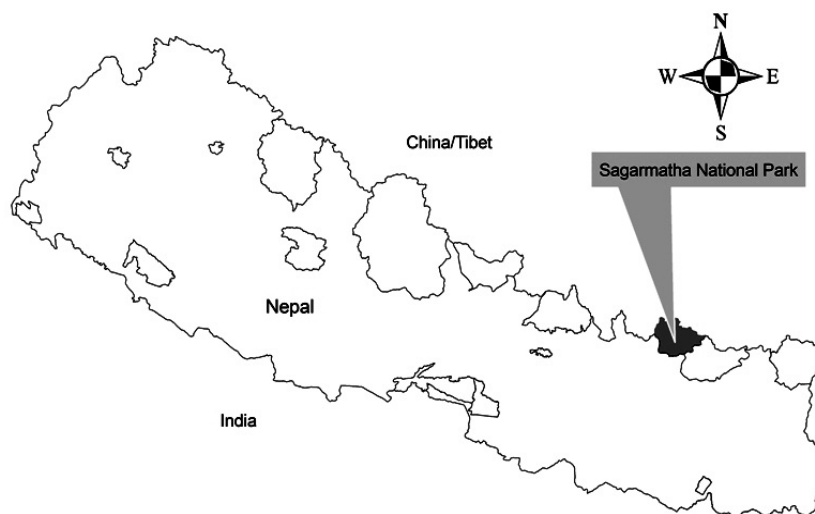 N
W E
S
China/Tibet
Sagarmatha National Park
Nepal
India